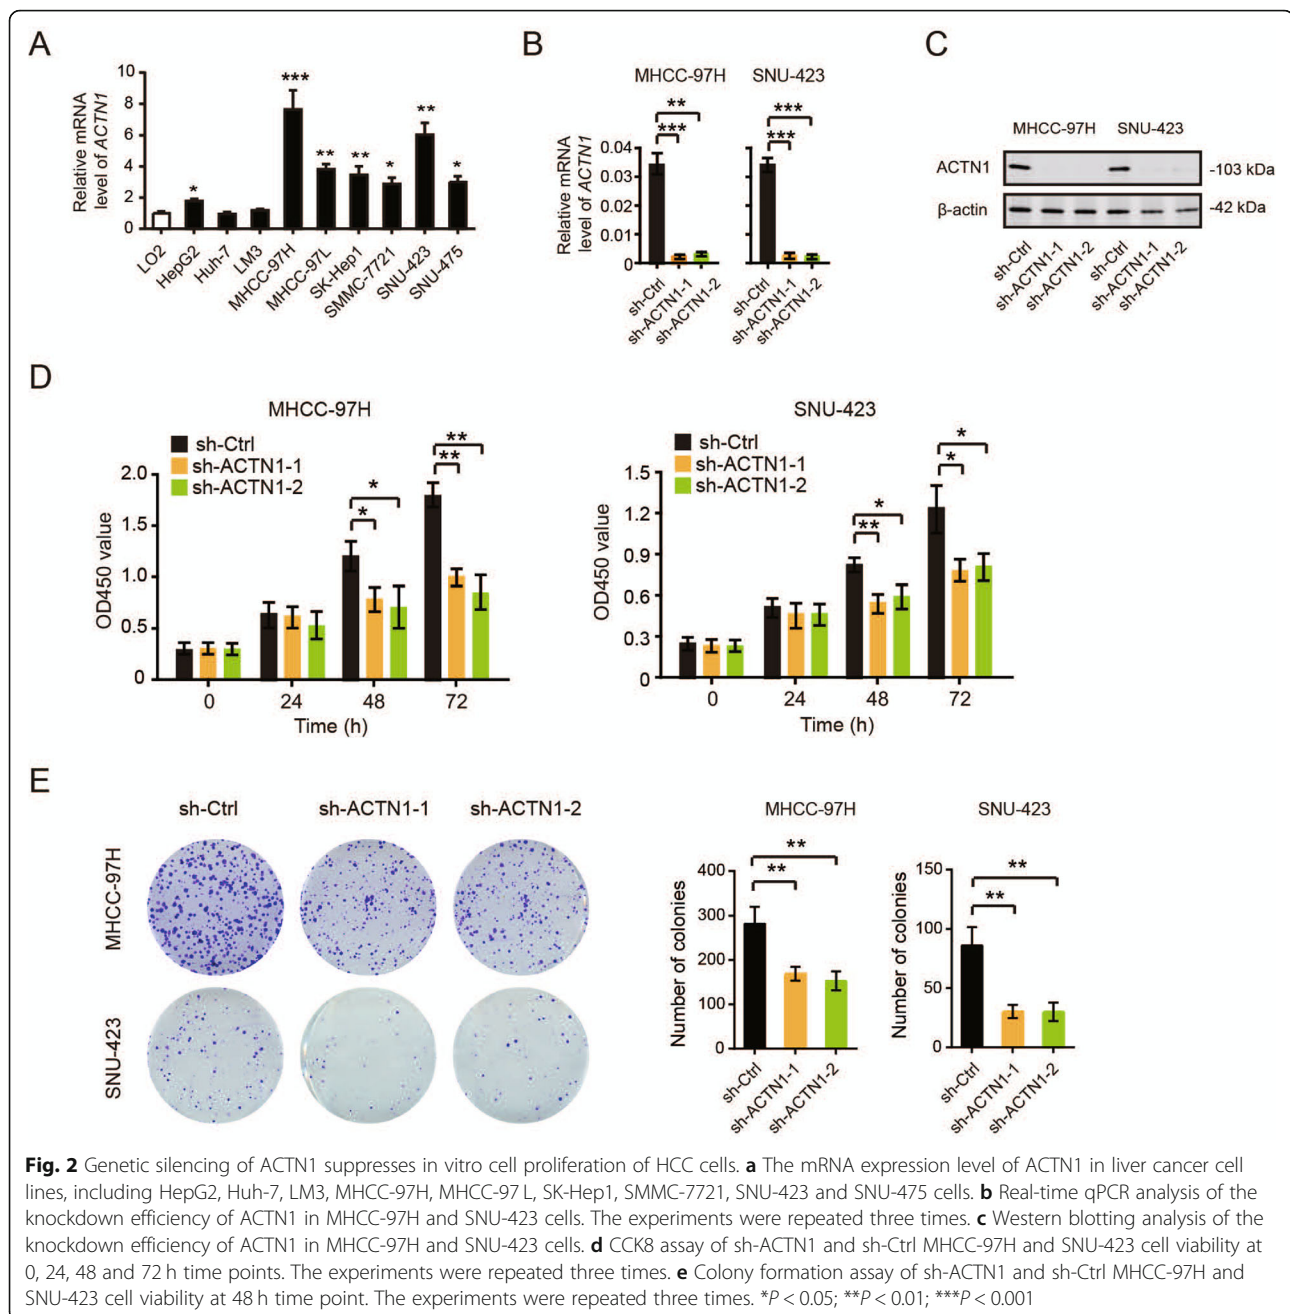 A
Relative mRNA
level of ACTN1
10
8
6
4
2
0
***
**
**
**
*
*
*
LO2
HepG2
Huh-7
LM3
MHCC-97H
MHCC-97L
SK-Hep1
SMMC-7721
SNU-423
SNU-475
B
MHCC-97H
SNU-423
Relative mRNA
level of ACTN1
0.04
0.03
0.02
0.01
0
**
***
***
***
sh-Ctrl
sh-ACTN1-1
sh-ACTN1-2
sh-Ctrl
sh-ACTN1-1
sh-ACTN1-2
C
MHCC-97H
SNU-423
ACTN1
-103 kDa
β-actin
-42 kDa
sh-Ctrl
sh-ACTN1-1
sh-ACTN1-2
sh-Ctrl
sh-ACTN1-1
sh-ACTN1-2
D
MHCC-97H
sh-Ctrl
sh-ACTN1-1
sh-ACTN1-2
OD450 value
2.0
1.5
1.0
0.5
0
*
*
**
**
0 24 48 72
Time (h)
SNU-423
sh-Ctrl
sh-ACTN1-1
sh-ACTN1-2
OD450 value
1.5
1.2
0.9
0.6
0.3
0
*
**
*
*
0 24 48 72
Time (h)
E
sh-Ctrl sh-ACTN1-1 sh-ACTN1-2
MHCC-97H
SNU-423
MHCC-97H
Number of colonies
400
300
200
100
0
**
**
sh-Ctrl
sh-ACTN1-1
sh-ACTN1-2
SNU-423
Number of colonies
150
100
50
0
**
**
sh-Ctrl
sh-ACTN1-1
sh-ACTN1-2
Fig. 2 Genetic silencing of ACTN1 suppresses in vitro cell proliferation of HCC cells. a The mRNA expression level of ACTN1 in liver cancer cell
lines, including HepG2, Huh-7, LM3, MHCC-97H, MHCC-97 L, SK-Hep1, SMMC-7721, SNU-423 and SNU-475 cells. b Real-time qPCR analysis of the
knockdown efficiency of ACTN1 in MHCC-97H and SNU-423 cells. The experiments were repeated three times. c Western blotting analysis of the
knockdown efficiency of ACTN1 in MHCC-97H and SNU-423 cells. d CCK8 assay of sh-ACTN1 and sh-Ctrl MHCC-97H and SNU-423 cell viability at
0, 24, 48 and 72 h time points. The experiments were repeated three times. e Colony formation assay of sh-ACTN1 and sh-Ctrl MHCC-97H and
SNU-423 cell viability at 48 h time point. The experiments were repeated three times. *P < 0.05; **P < 0.01; ***P < 0.001